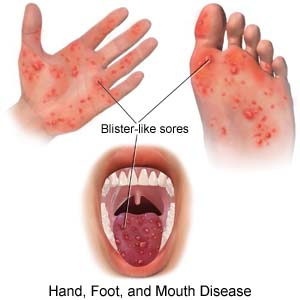 Blister-like sores
Hand, Foot, and Mouth Disease